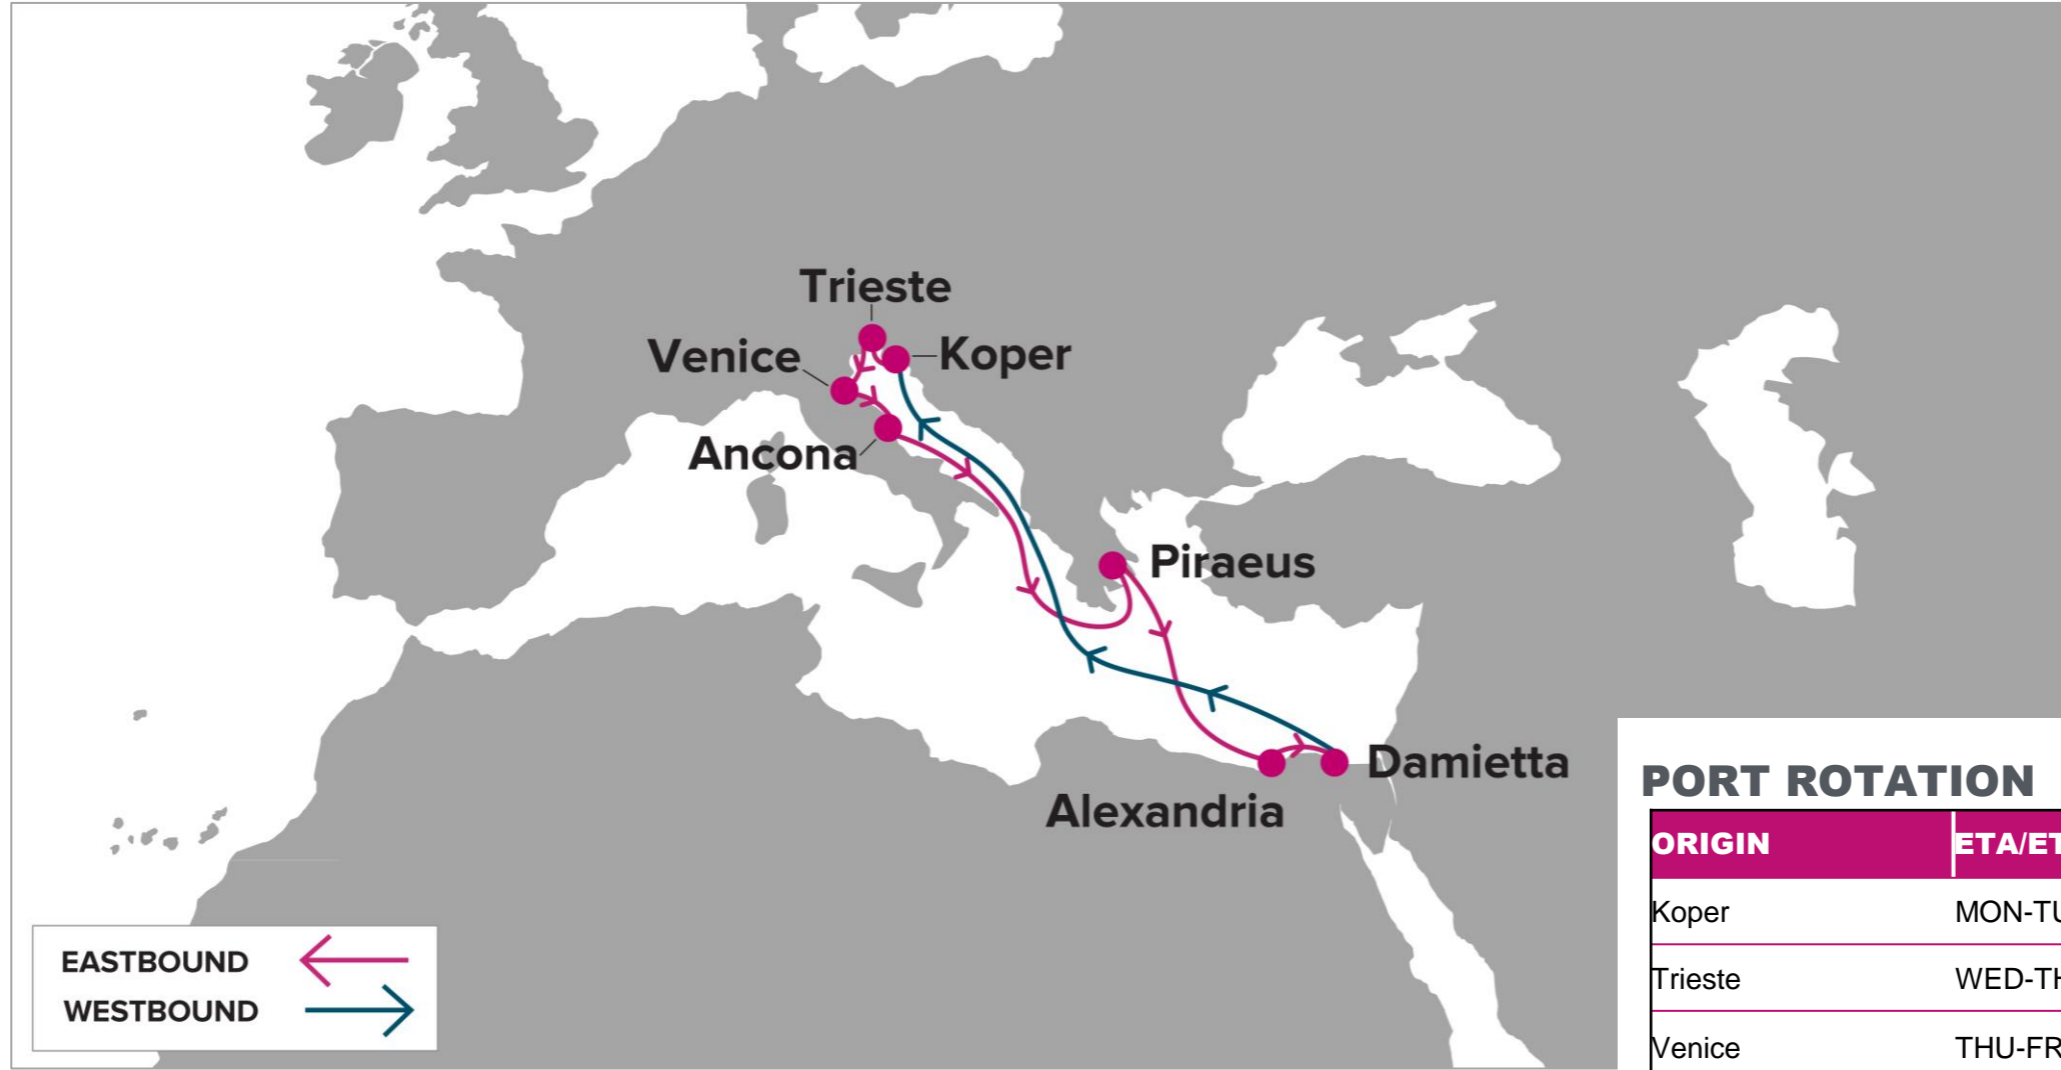 Trieste
Venice
Koper
Ancona
Piraeus
Damietta
Alexandria
EASTBOUND
WESTBOUND
PORT ROTATION
ORIGIN
Koper
Trieste
Venice